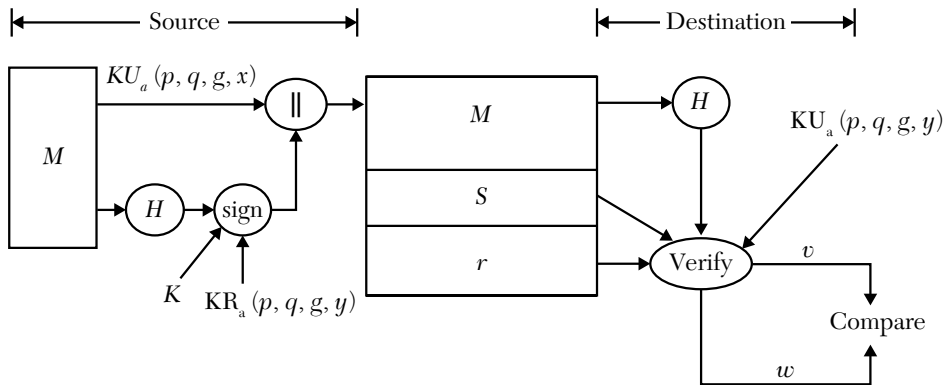 Source
Destination
KU_a (p, q, g, x)
||
M
M
H
KU_a (p, q, g, y)
H
sign
S
r
Verify
v
K
KR_a (p, q, g, y)
Compare
w